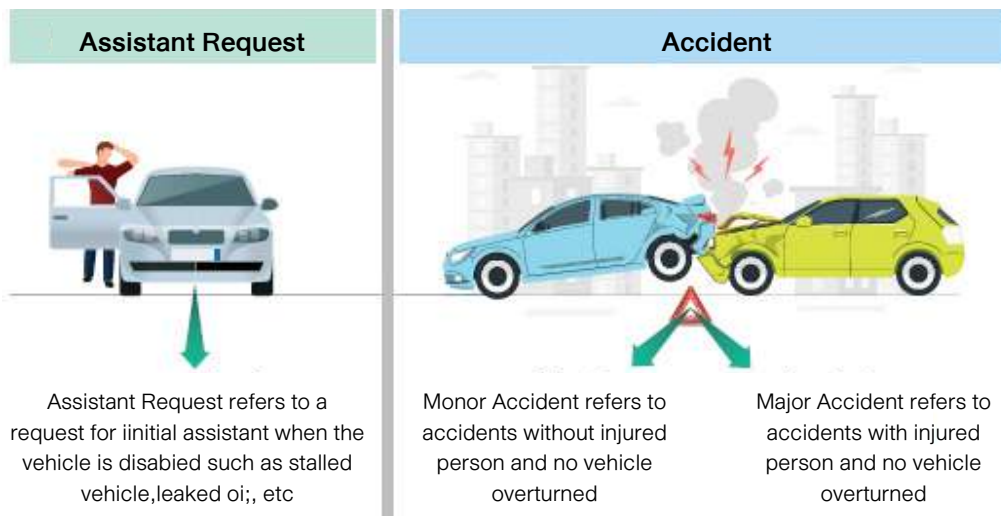 Assistant Request
Accident
Assistant Request refers to a
request for iinitial assistant when the
vehicle is disabied such as stalled
vehicle,leaked oi;, etc
Monor Accident refers to
accidents without injured
person and no vehicle
overturned
Major Accident refers to
accidents with injured
person and no vehicle
overturned